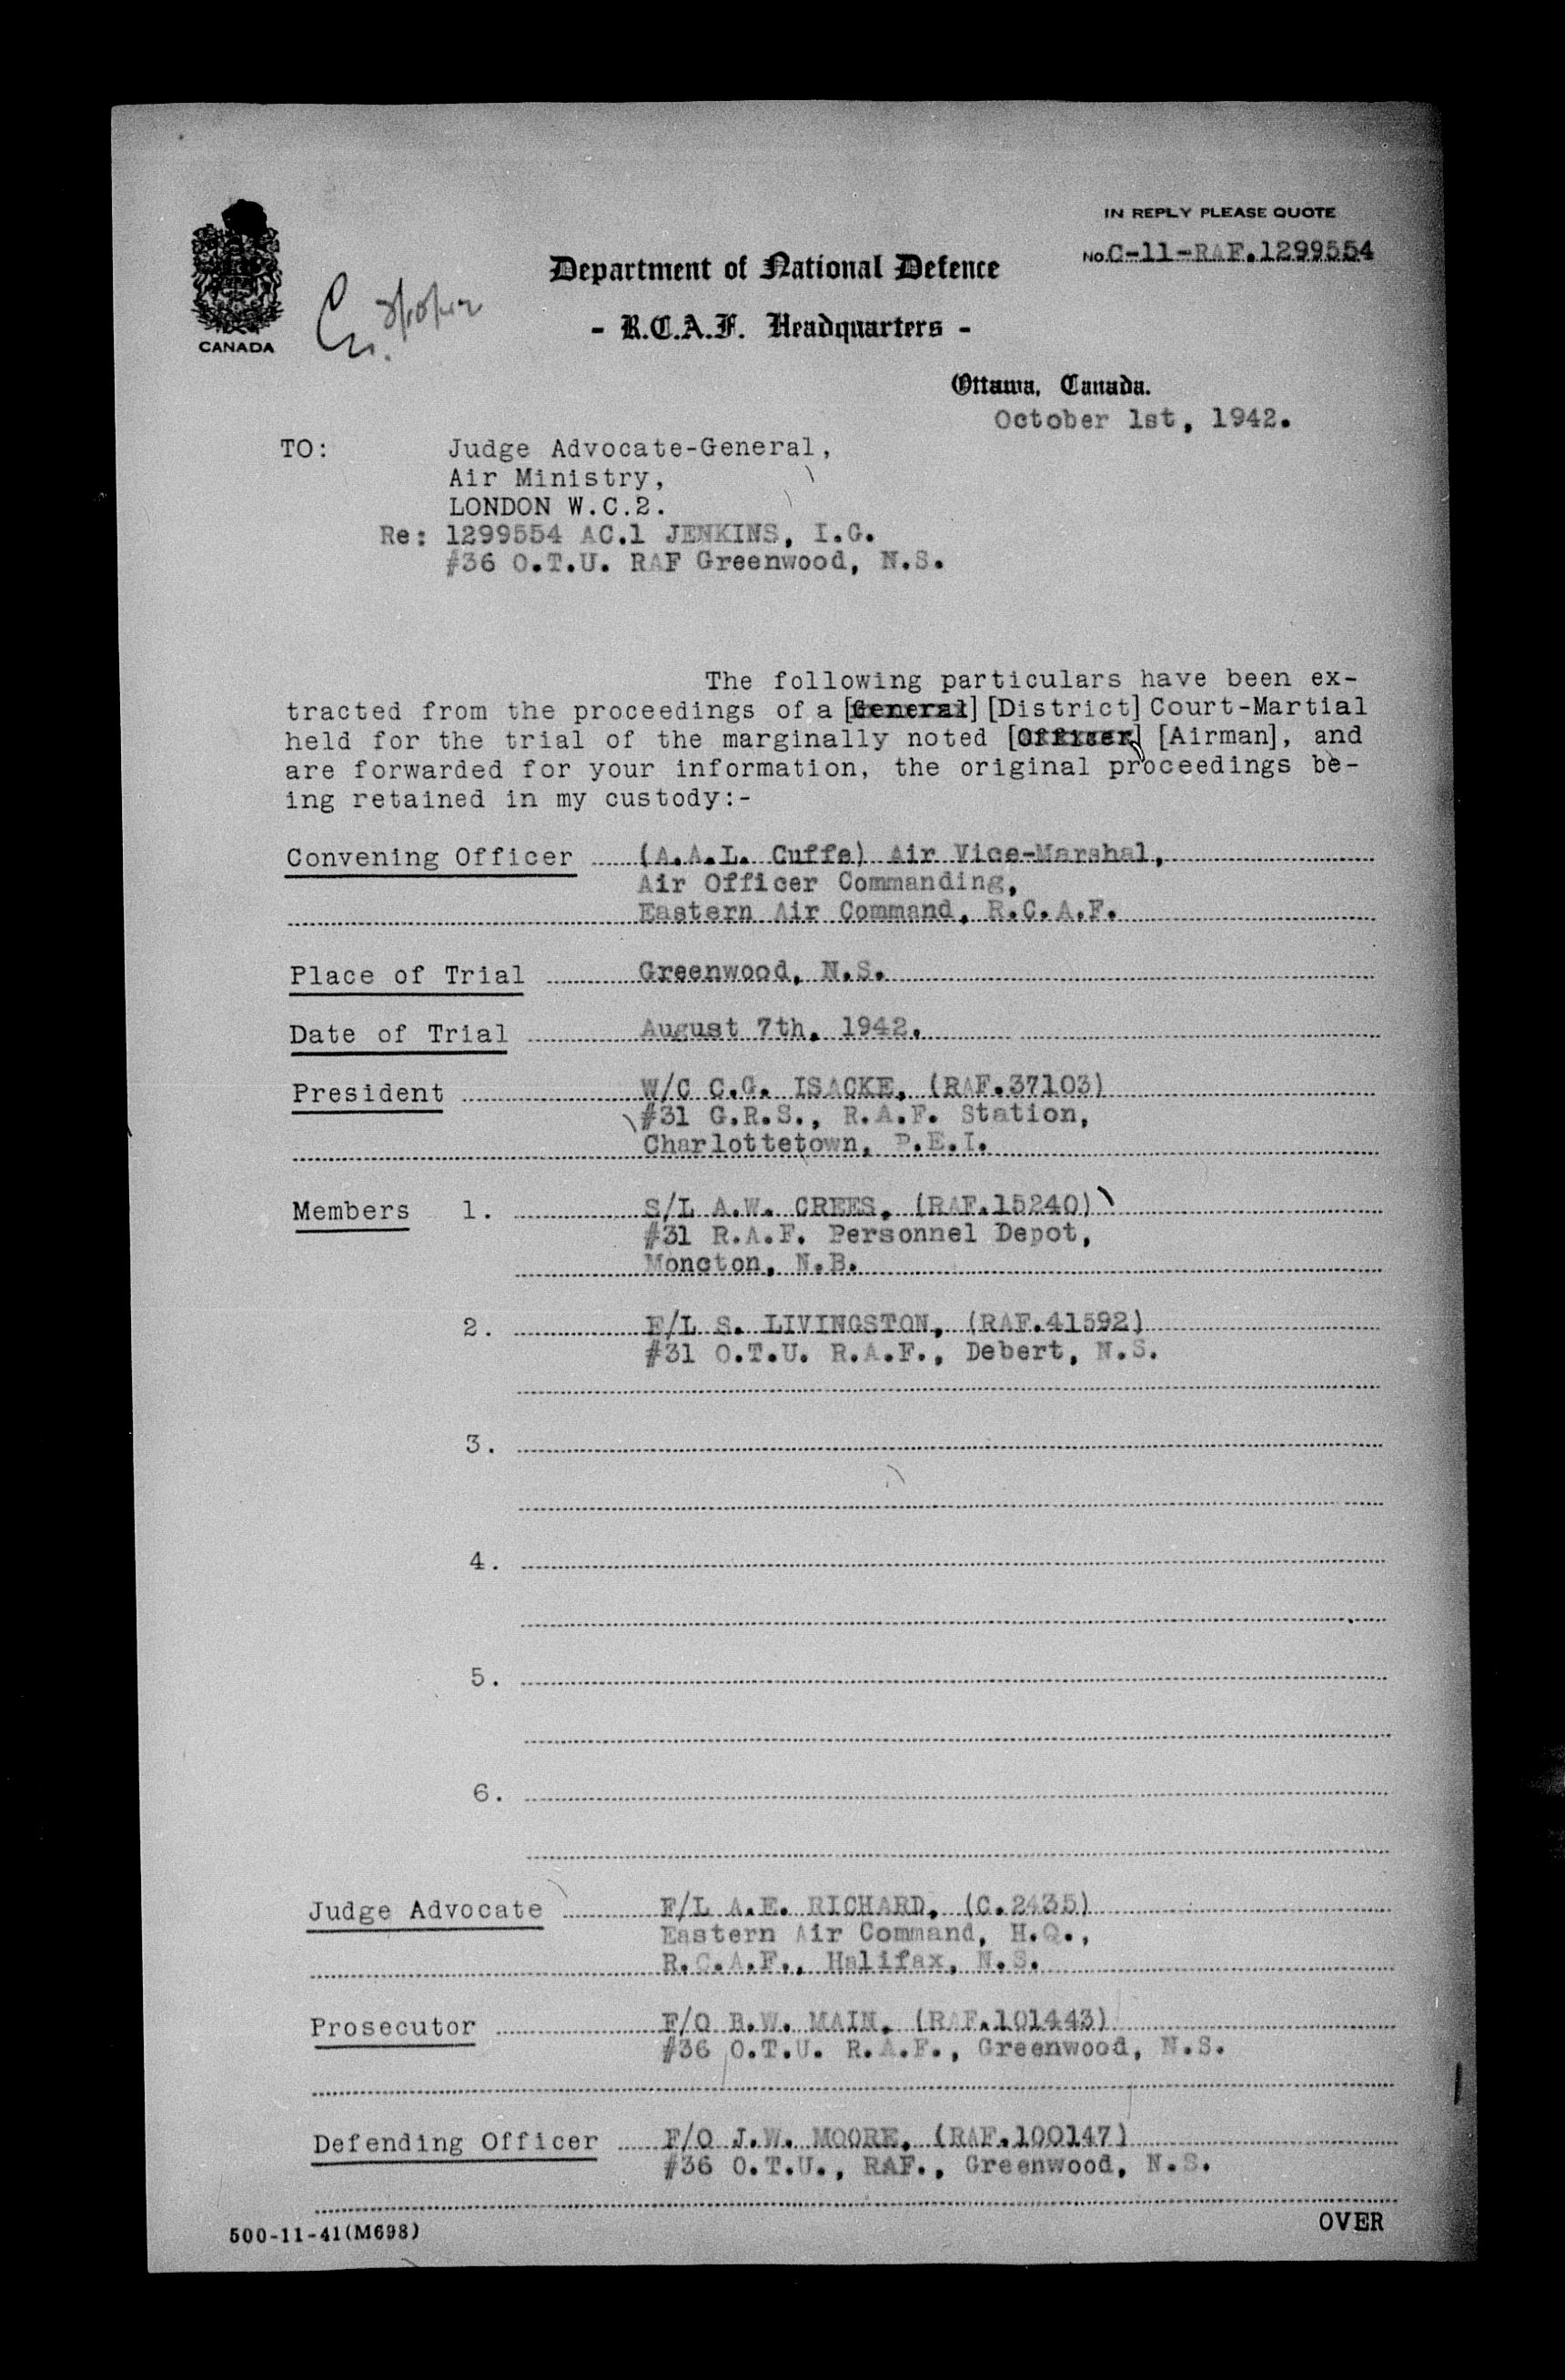 IN REPLY PLEASE QUOTE
No. C-11-RAF.1299554
Department of National Defence
- R.C.A.F. Headquarters -
CANADA
Ottawa, Canada.
October 1st, 1942.
TO: Judge Advocate-General,
Air Ministry,
LONDON W.C.2.
Re: 1299554 AC.1 JENKINS, I.G.
#36 O.T.U. RAF Greenwood, N.S.
The following particulars have been ex-
tracted from the proceedings of a [General] [District] Court-Martial
held for the trial of the marginally noted [Officer] [Airman], and
are forwarded for your information, the original proceedings be-
ing retained in my custody:-
Convening Officer (A.A.L. Cuffe) Air Vice-Marshal,
Air Officer Commanding,
Eastern Air Command, R.C.A.F.
Place of Trial Greenwood, N.S.
Date of Trial August 7th, 1942.
President W/C C.G. ISACKE, (RAF.37103)
#31 G.R.S., R.A.F. Station,
Charlottetown, P.E.I.
Members 1. S/L A.W. CREES, (RAF.15240)
#31 R.A.F. Personnel Depot,
Moncton, N.B.
2. F/L S. LIVINGSTON, (RAF.41592)
#31 O.T.U. R.A.F., Debert, N.S.
3.
4.
5.
6.
Judge Advocate F/L A.E. RICHARD, (C.2435)
Eastern Air Command, H.Q.,
R.C.A.F., Halifax, N.S.
Prosecutor F/O B.W. MAIN, (RAF.101443)
#36 O.T.U. R.A.F., Greenwood, N.S.
Defending Officer F/O J.W. MOORE, (RAF.100147)
#36 O.T.U., RAF., Greenwood, N.S.
500-11-41(M698)
OVER